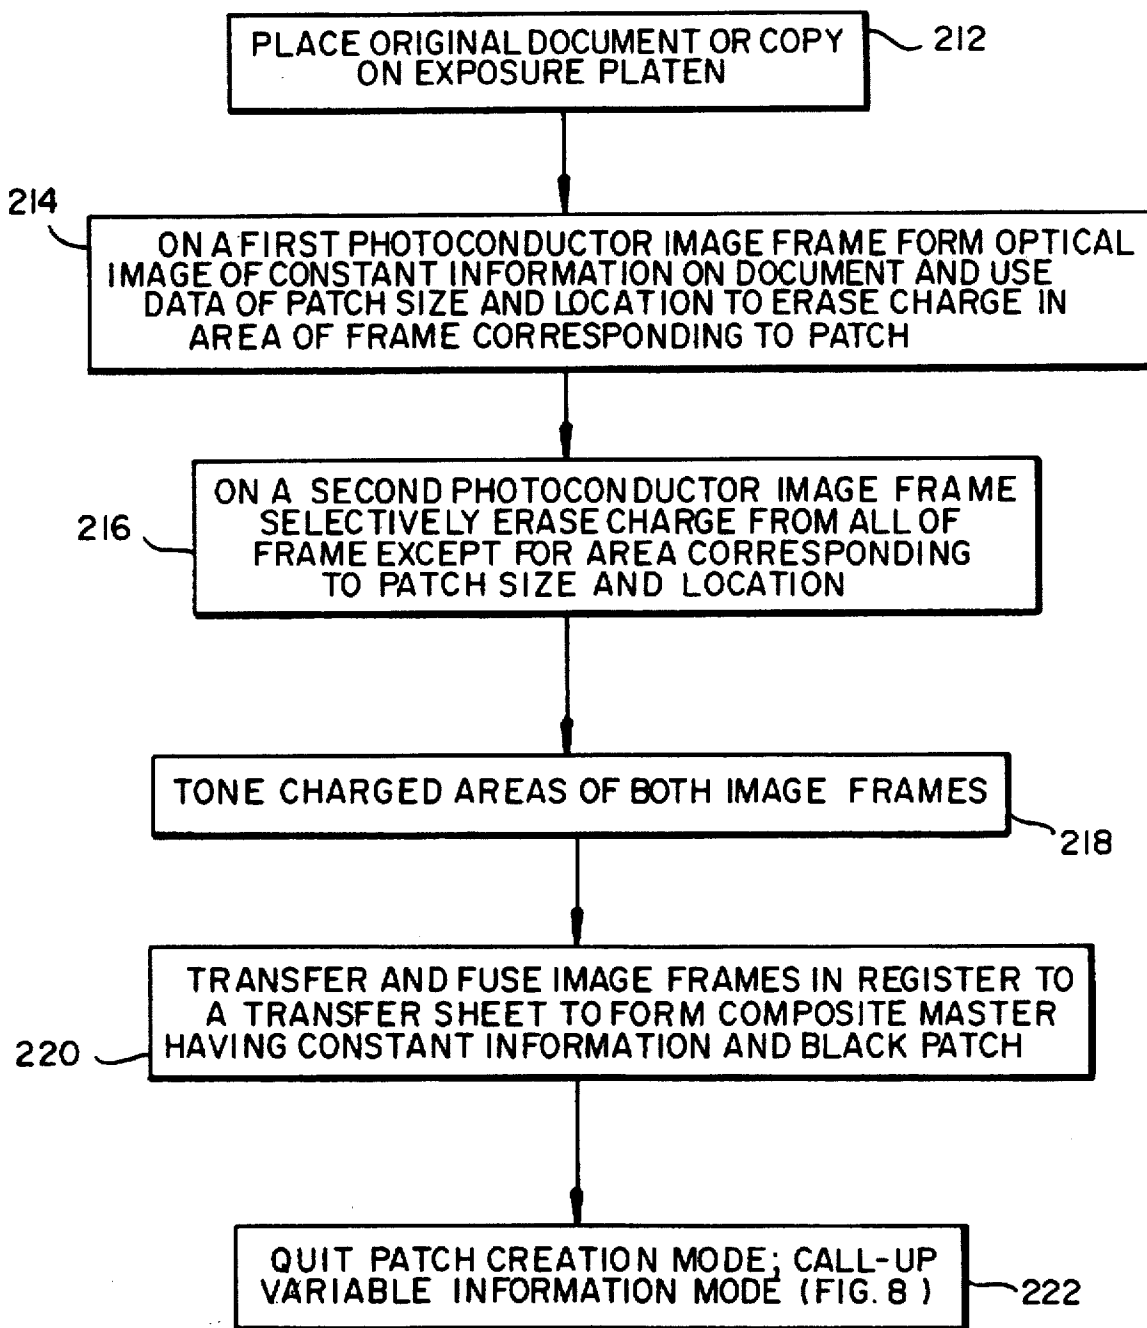 PLACE ORIGINAL DOCUMENT OR COPY
ON EXPOSURE PLATEN
212
214
ON A FIRST PHOTOCONDUCTOR IMAGE FRAME FORM OPTICAL
IMAGE OF CONSTANT INFORMATION ON DOCUMENT AND USE
DATA OF PATCH SIZE AND LOCATION TO ERASE CHARGE IN
AREA OF FRAME CORRESPONDING TO PATCH
216
ON A SECOND PHOTOCONDUCTOR IMAGE FRAME
SELECTIVELY ERASE CHARGE FROM ALL OF
FRAME EXCEPT FOR AREA CORRESPONDING
TO PATCH SIZE AND LOCATION
TONE CHARGED AREAS OF BOTH IMAGE FRAMES
218
TRANSFER AND FUSE IMAGE FRAMES IN REGISTER TO
A TRANSFER SHEET TO FORM COMPOSITE MASTER
HAVING CONSTANT INFORMATION AND BLACK PATCH
220
QUIT PATCH CREATION MODE; CALL-UP
VARIABLE INFORMATION MODE (FIG. 8)
222